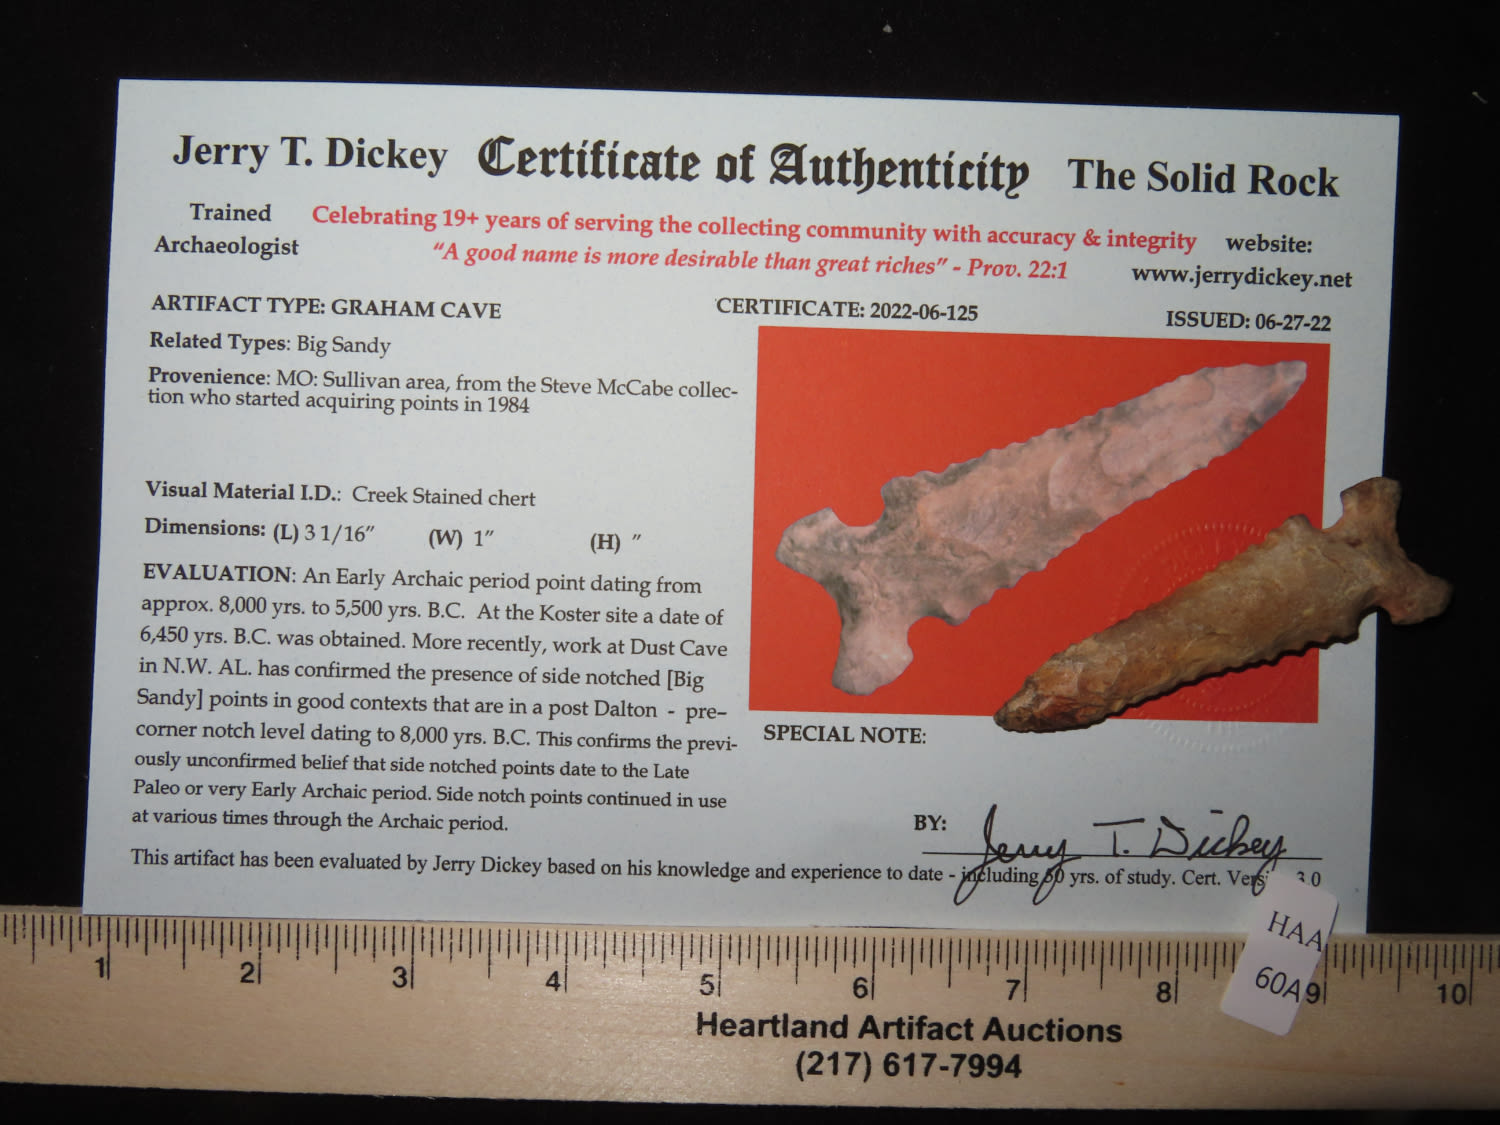 Jerry T. Dickey Certificate of Authenticity The Solid Rock
Trained
Archaeologist
Celebrating 19+ years of serving the collecting community with accuracy & integrity
"A good name is more desirable than great riches" - Prov. 22:1
website:
www.jerrydickey.net
ARTIFACT TYPE: GRAHAM CAVE
CERTIFICATE: 2022-06-125
ISSUED: 06-27-22
Related Types: Big Sandy
Provenience: MO: Sullivan area, from the Steve McCabe collec-
tion who started acquiring points in 1984
Visual Material I.D.: Creek Stained chert
Dimensions: (L) 3 1/16" (W) 1" (H) "
EVALUATION: An Early Archaic period point dating from
approx. 8,000 yrs. to 5,500 yrs. B.C. At the Koster site a date of
6,450 yrs. B.C. was obtained. More recently, work at Dust Cave
in N.W. AL. has confirmed the presence of side notched [Big
Sandy] points in good contexts that are in a post Dalton - pre-
corner notch level dating to 8,000 yrs. B.C. This confirms the previ-
ously unconfirmed belief that side notched points date to the Late
Paleo or very Early Archaic period. Side notch points continued in use
at various times through the Archaic period.
SPECIAL NOTE:
BY: Jerry T. Dickey
This artifact has been evaluated by Jerry Dickey based on his knowledge and experience to date - including 30 yrs. of study. Cert. Versi 3.0
HAA
60A
1 2 3 4 5 6 7 8 9 10
Heartland Artifact Auctions
(217) 617-7994